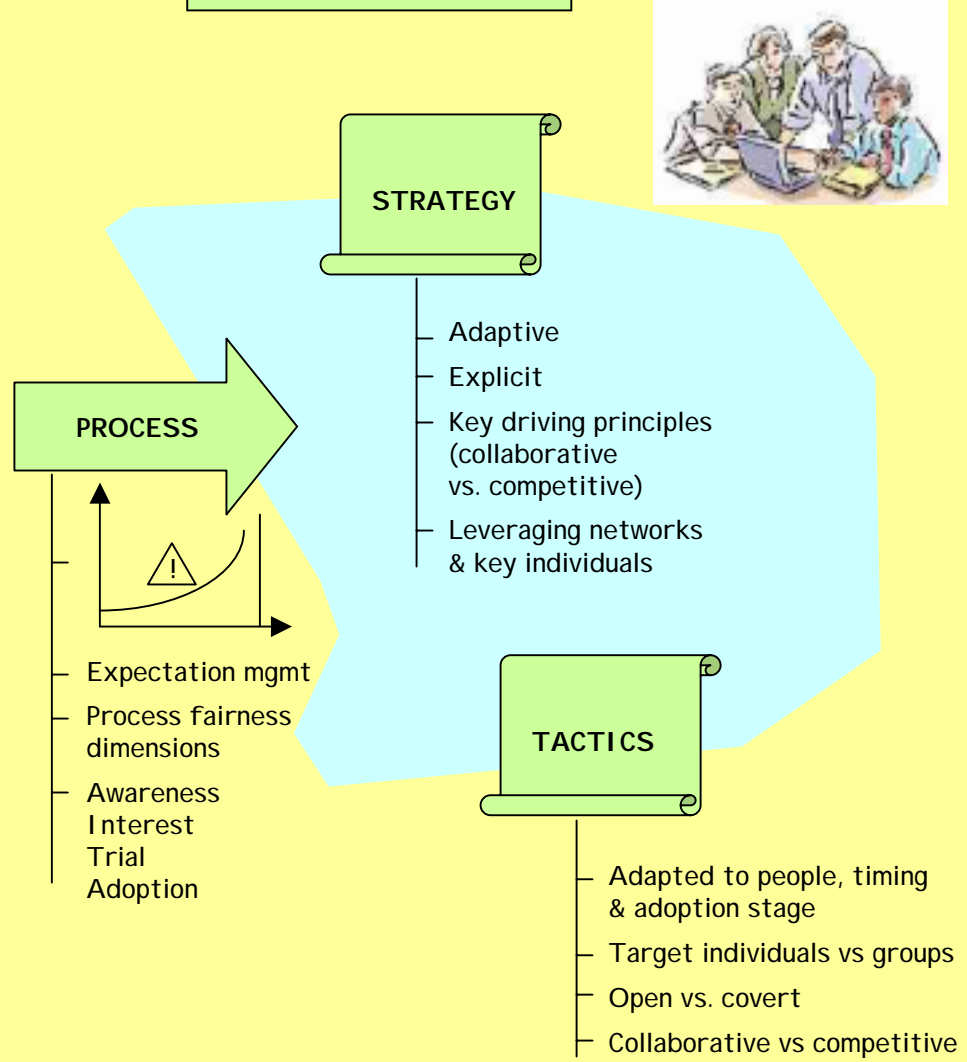 STRATEGY
Adaptive
Explicit
Key driving principles
(collaborative
vs. competitive)
Leveraging networks
& key individuals
PROCESS
!
Expectation mgmt
Process fairness
dimensions
Awareness
Interest
Trial
Adoption
TACTICS
Adapted to people, timing
& adoption stage
Target individuals vs groups
Open vs. covert
Collaborative vs competitive